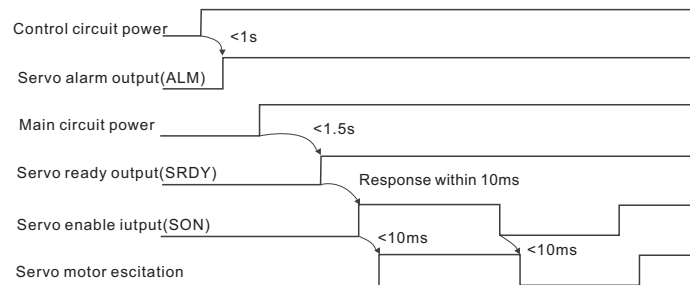 Control circuit power
<1s
Servo alarm output(ALM)
Main circuit power
<1.5s
Servo ready output(SRDY)
Response within 10ms
Servo enable iutput(SON)
<10ms
<10ms
Servo motor escitation